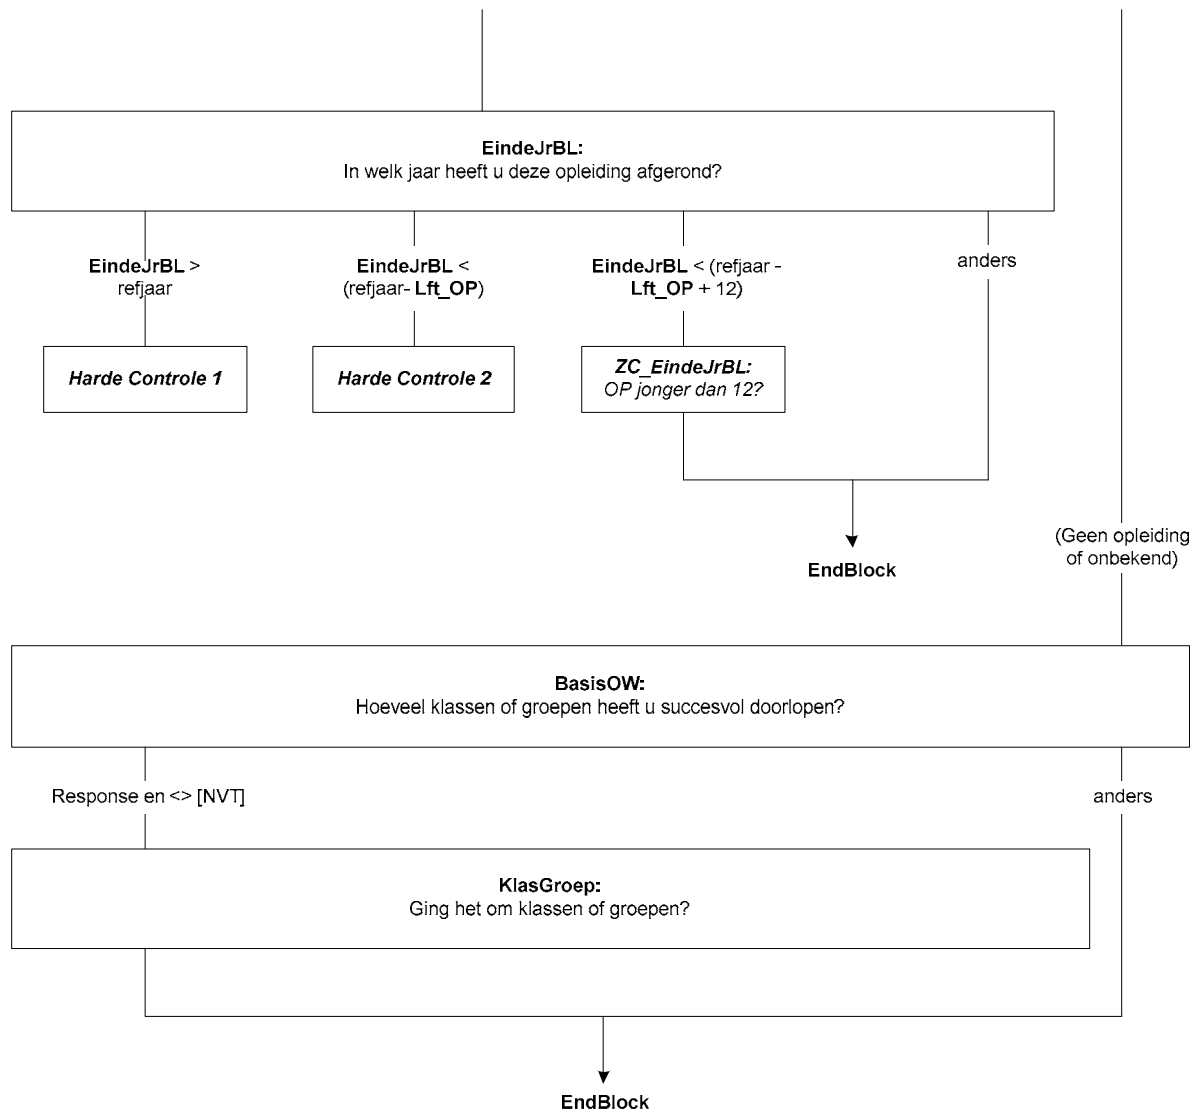 EindeJrBL:
In welk jaar heeft u deze opleiding afgerond?
EindeJrBL >
refjaar
EindeJrBL <
(refjaar- Lft_OP)
EindeJrBL < (refjaar -
Lft_OP + 12)
anders
Harde Controle 1
Harde Controle 2
ZC_EindeJrBL:
OP jonger dan 12?
(Geen opleiding
of onbekend)
EndBlock
BasisOW:
Hoeveel klassen of groepen heeft u succesvol doorlopen?
Response en <> [NVT]
anders
KlasGroep:
Ging het om klassen of groepen?
EndBlock